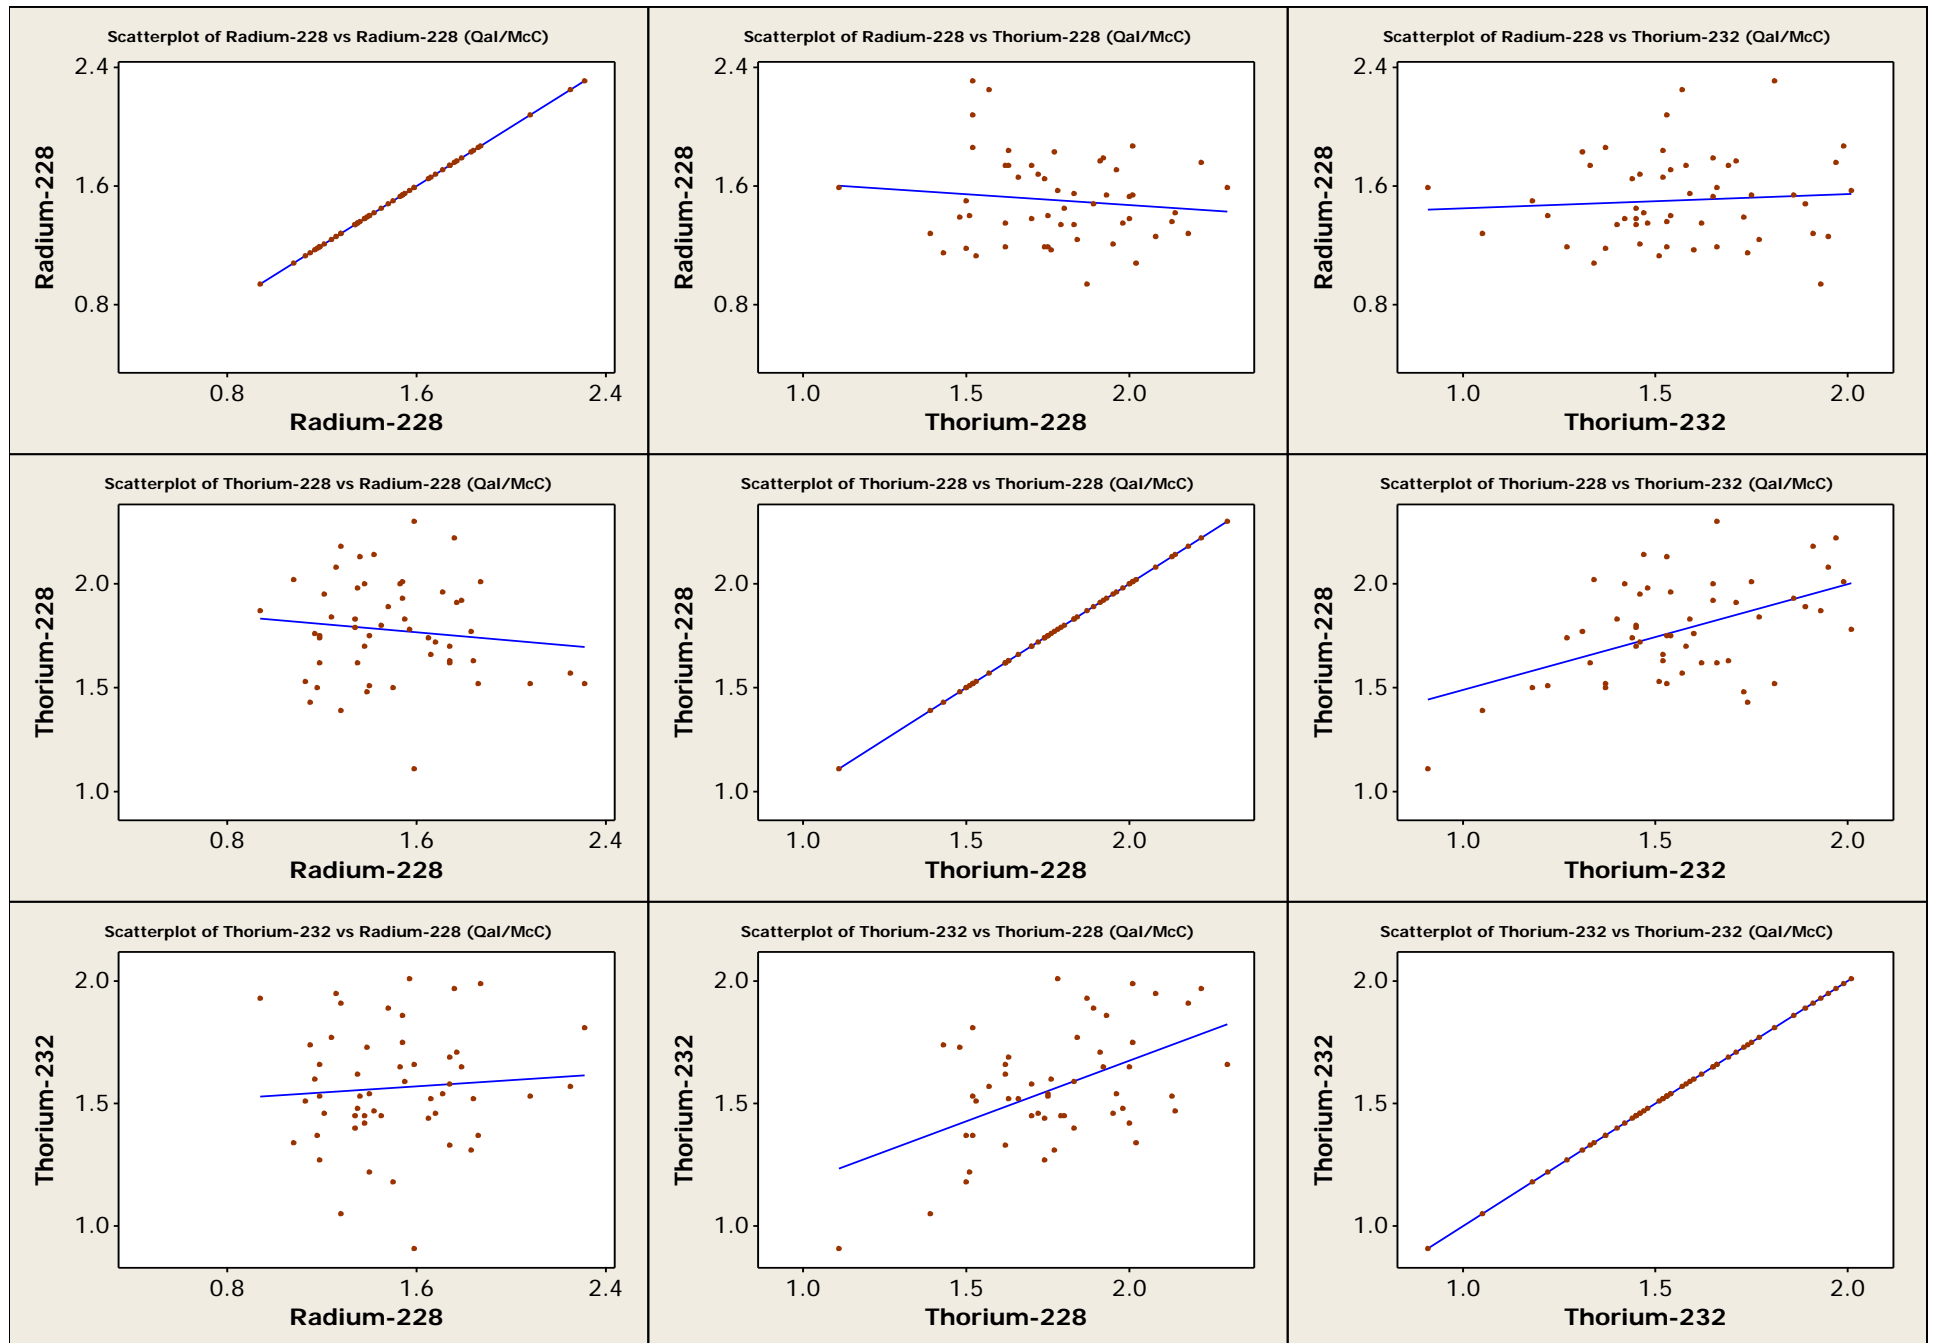 Scatterplot of Radium-228 vs Radium-228 (Qal/McC)
2.4
1.6
0.8
Radium-228
0.8 1.6 2.4
Radium-228
Scatterplot of Radium-228 vs Thorium-228 (Qal/McC)
2.4
1.6
0.8
Radium-228
1.0 1.5 2.0
Thorium-228
Scatterplot of Radium-228 vs Thorium-232 (Qal/McC)
2.4
1.6
0.8
Radium-228
1.0 1.5 2.0
Thorium-232
Scatterplot of Thorium-228 vs Radium-228 (Qal/McC)
2.0
1.5
1.0
Thorium-228
0.8 1.6 2.4
Radium-228
Scatterplot of Thorium-228 vs Thorium-228 (Qal/McC)
2.0
1.5
1.0
Thorium-228
1.0 1.5 2.0
Thorium-228
Scatterplot of Thorium-228 vs Thorium-232 (Qal/McC)
2.0
1.5
1.0
Thorium-228
1.0 1.5 2.0
Thorium-232
Scatterplot of Thorium-232 vs Radium-228 (Qal/McC)
2.0
1.5
1.0
Thorium-232
0.8 1.6 2.4
Radium-228
Scatterplot of Thorium-232 vs Thorium-228 (Qal/McC)
2.0
1.5
1.0
Thorium-232
1.0 1.5 2.0
Thorium-228
Scatterplot of Thorium-232 vs Thorium-232 (Qal/McC)
2.0
1.5
1.0
Thorium-232
1.0 1.5 2.0
Thorium-232